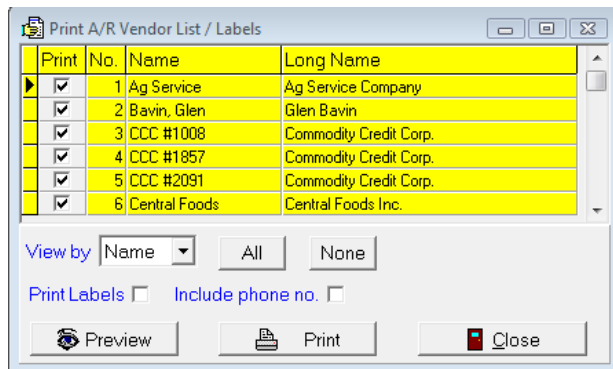 Print A/R Vendor List / Labels
Print No. Name Long Name
1 Ag Service Ag Service Company
2 Bavin, Glen Glen Bavin
3 CCC #1008 Commodity Credit Corp.
4 CCC #1857 Commodity Credit Corp.
5 CCC #2091 Commodity Credit Corp.
6 Central Foods Central Foods Inc.
View by Name All None
Print Labels Include phone no.
Preview Print Close